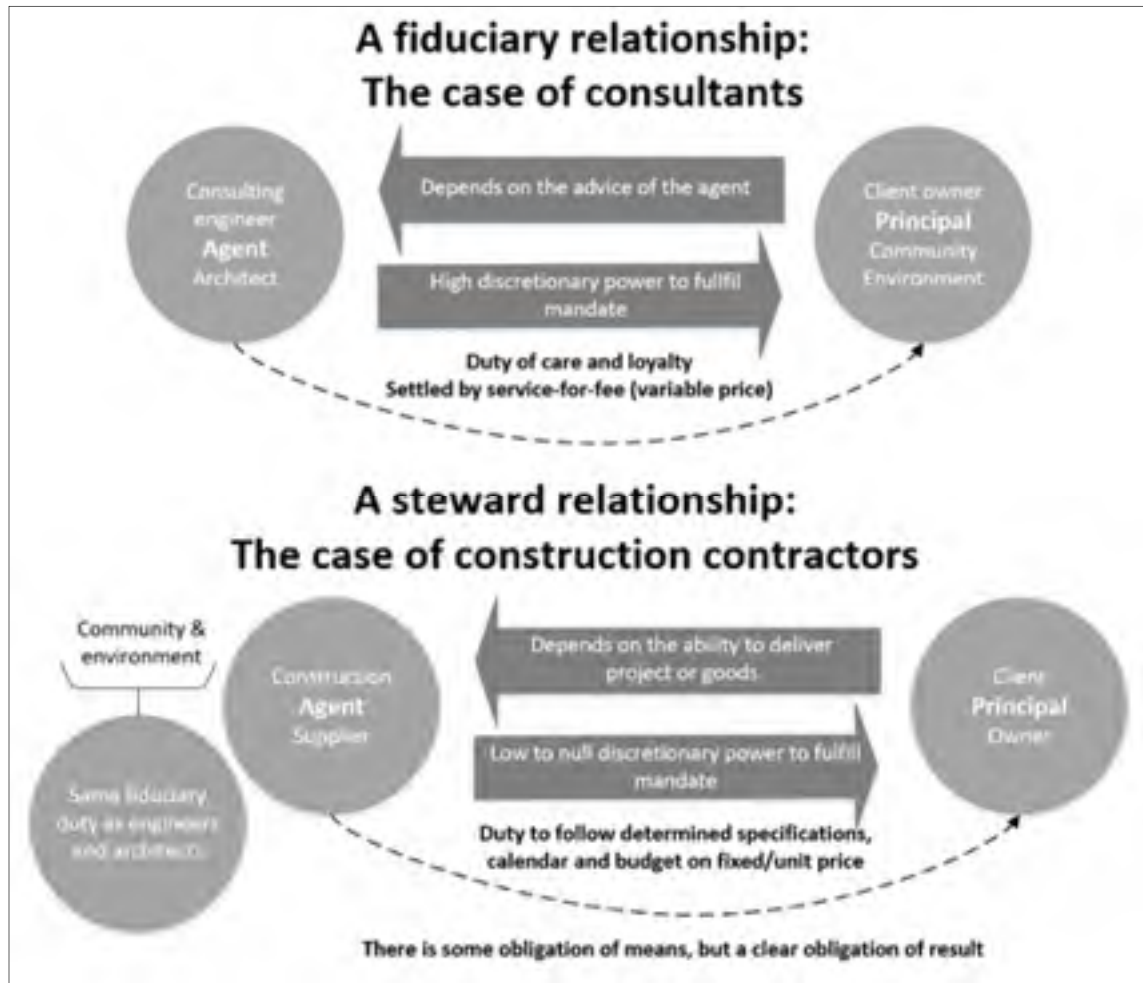 A fiduciary relationship:
The case of consultants
Consulting
engineer
Agent
Architect
Depends on the advice of the agent
High discretionary power to fullfil
mandate
Client owner
Principal
Community
Environment
Duty of care and loyalty
Settled by service-for-fee (variable price)
A steward relationship:
The case of construction contractors
Community &
environment
Same fiduciary
duty as engineers
and architects
Agent
Supplier
Depends on the ability to deliver
project or goods
Low to null discretionary power to fulfill
mandate
Client
Principal
Owner
Duty to follow determined specifications,
calendar and budget on fixed/unit price
There is some obligation of means, but a clear obligation of result